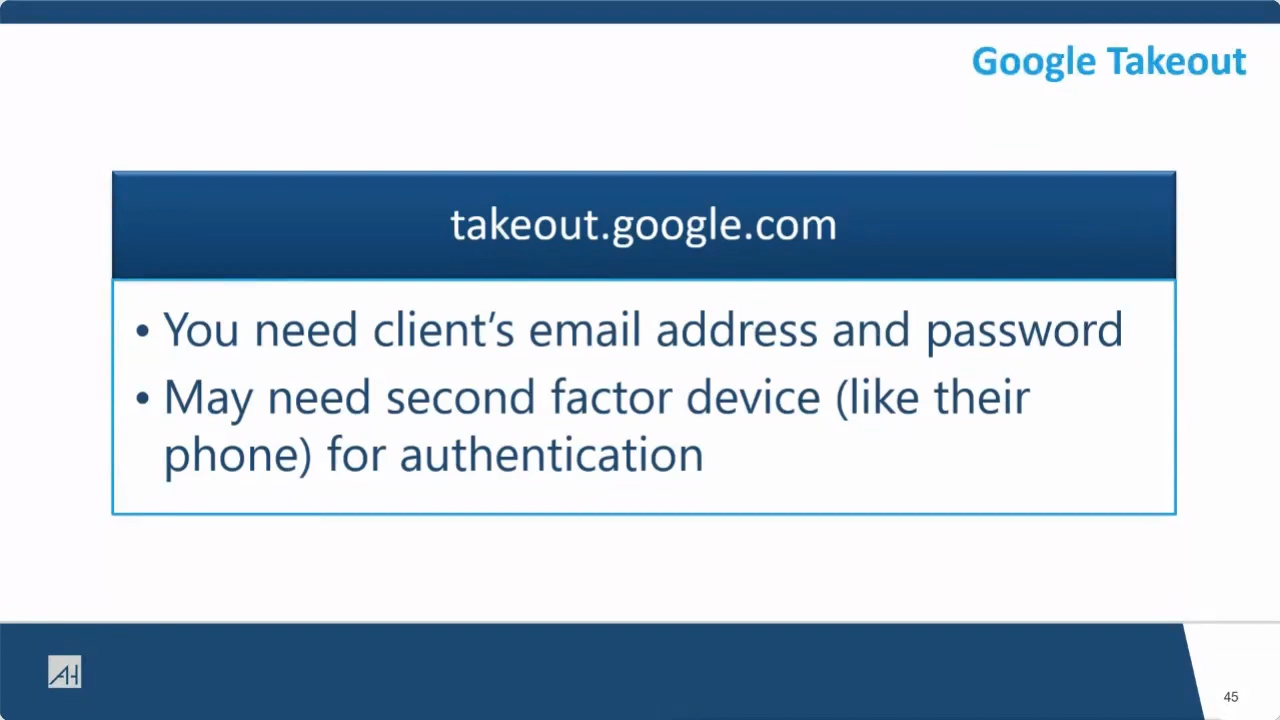 Google Takeout
takeout.google.com
• You need client’s email address and password
• May need second factor device (like their
phone) for authentication
AH
45